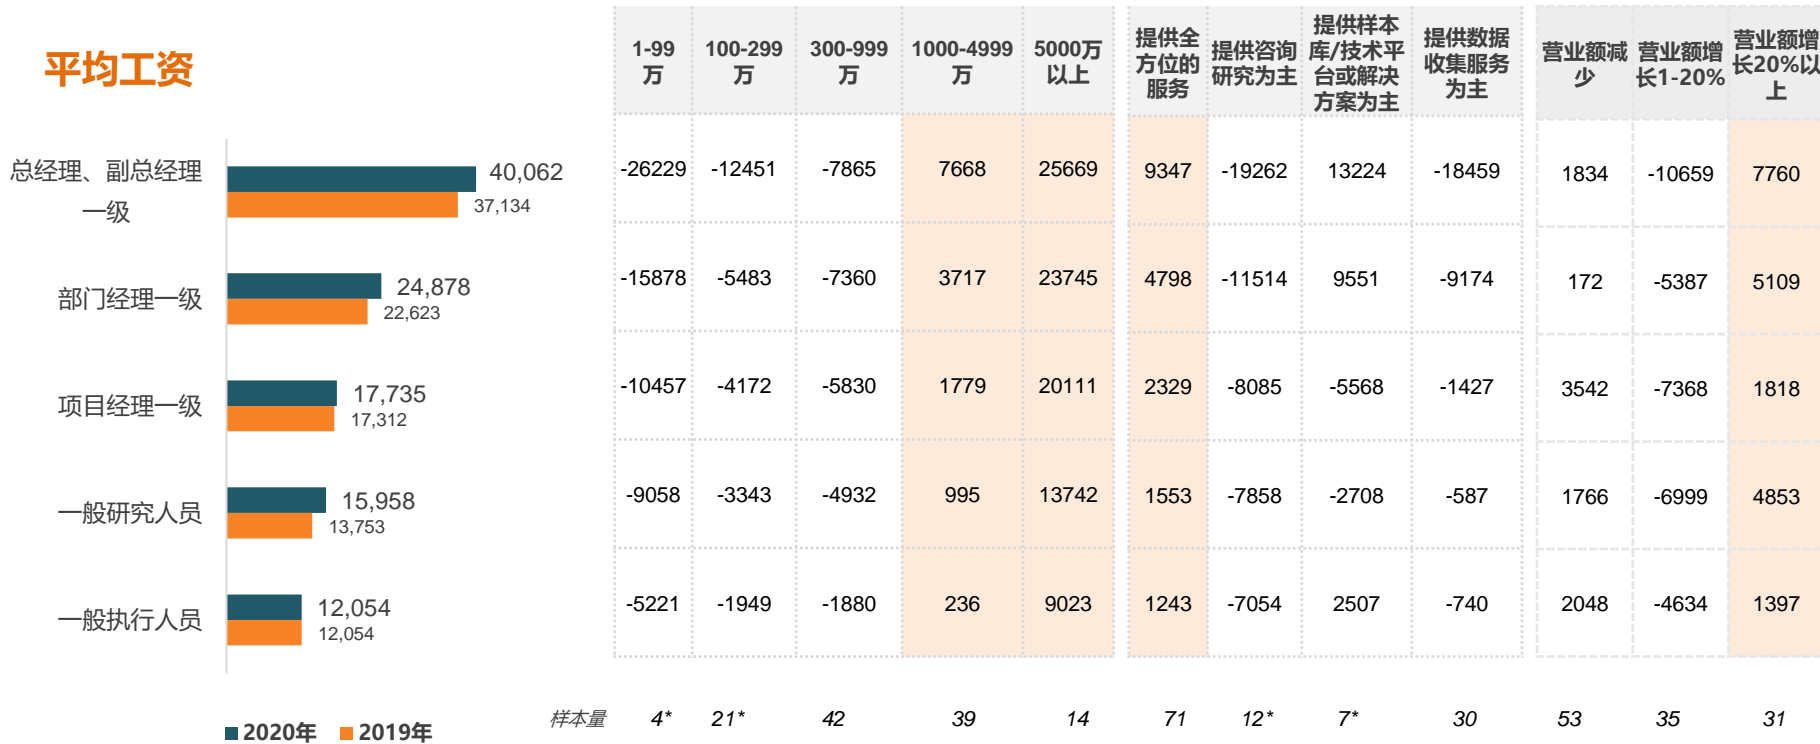 平均工资
1-99
万
100-299
万
300-999
万
1000-4999
万
5000万
以上
提供全
方位的
服务
提供咨询
研究为主
提供样本
库/技术平
台或解决
方案为主
提供数据
收集服务
为主
营业额减
少
营业额增
长1-20%
营业额增
长20%以
上
总经理、副总经理
一级
40,062
37,134
-26229 -12451 -7865 7668 25669 9347 -19262 13224 -18459 1834 -10659 7760
部门经理一级
24,878
22,623
-15878 -5483 -7360 3717 23745 4798 -11514 9551 -9174 172 -5387 5109
项目经理一级
17,735
17,312
-10457 -4172 -5830 1779 20111 2329 -8085 -5568 -1427 3542 -7368 1818
一般研究人员
15,958
13,753
-9058 -3343 -4932 995 13742 1553 -7858 -2708 -587 1766 -6999 4853
一般执行人员
12,054
12,054
-5221 -1949 -1880 236 9023 1243 -7054 2507 -740 2048 -4634 1397
样本量 4* 21* 42 39 14 71 12* 7* 30 53 35 31
2020年 2019年